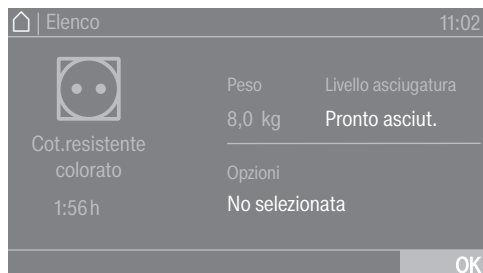 | Elenco 11:02
Peso Livello asciugatura
8,0 kg Pronto asciut.
Cot.resistente
colorato
1:56 h
Opzioni
No selezionata
OK